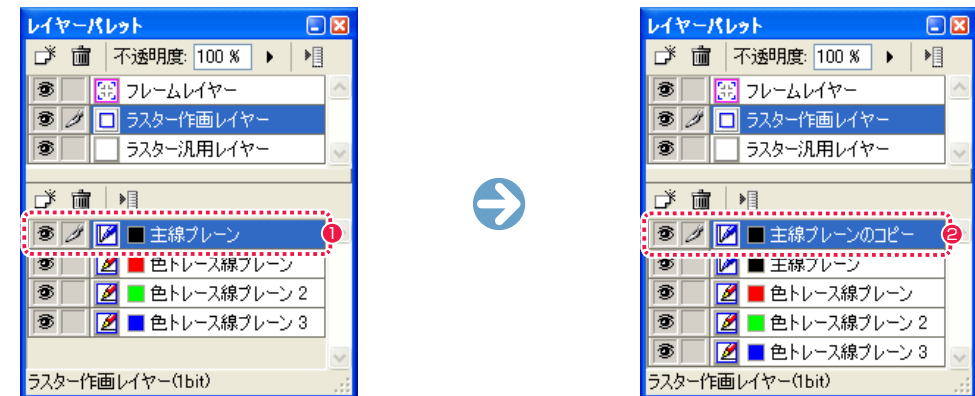 レイヤーパレット
不透明度: 100 %
フレームレイヤー
ラスター作画レイヤー
ラスター汎用レイヤー
主線プレーン
1
色トレース線プレーン
色トレース線プレーン 2
色トレース線プレーン 3
ラスター作画レイヤー(1bit)
レイヤーパレット
不透明度: 100 %
フレームレイヤー
ラスター作画レイヤー
ラスター汎用レイヤー
主線プレーンのコピー
2
主線プレーン
色トレース線プレーン
色トレース線プレーン 2
色トレース線プレーン 3
ラスター作画レイヤー(1bit)